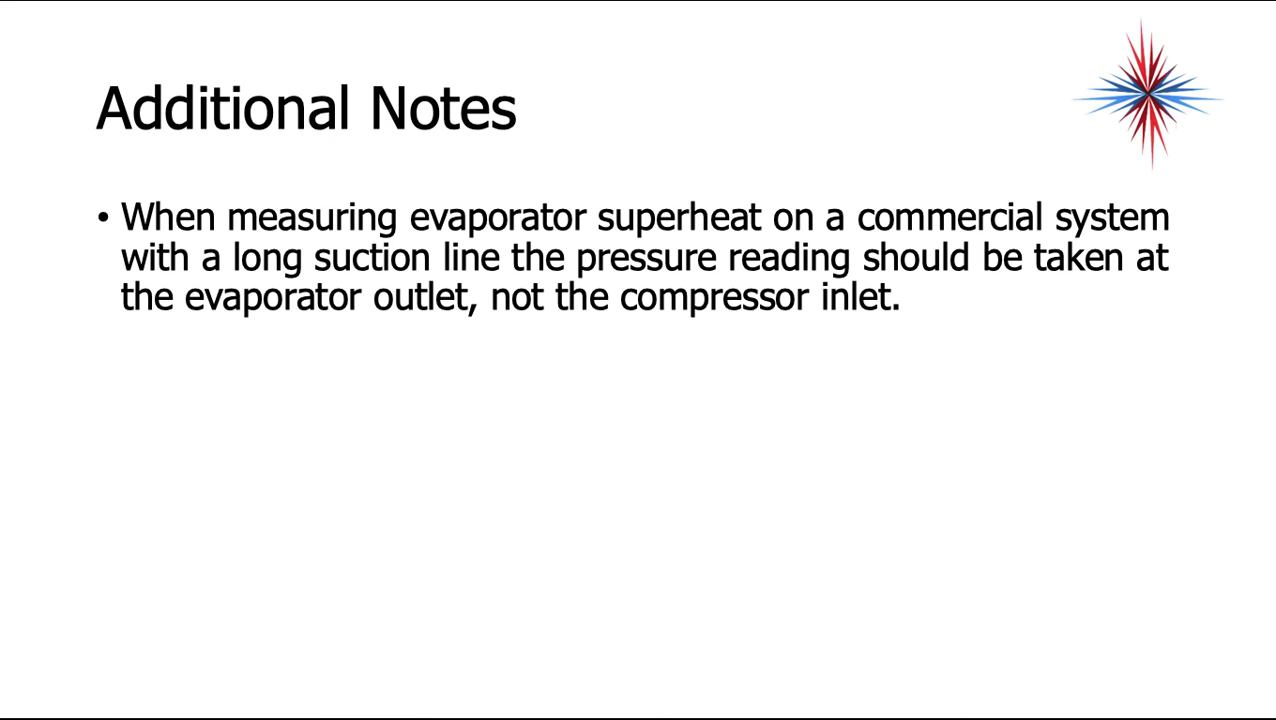 Additional Notes
• When measuring evaporator superheat on a commercial system
with a long suction line the pressure reading should be taken at
the evaporator outlet, not the compressor inlet.